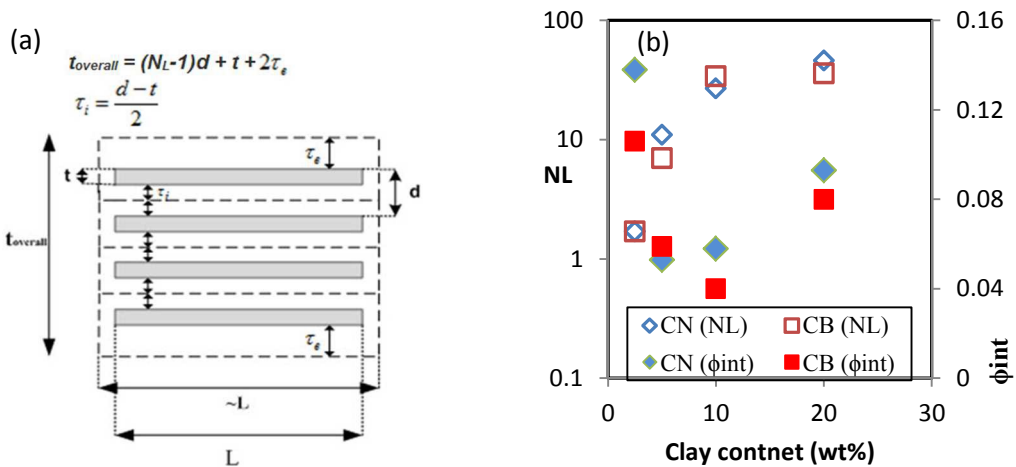 (a)
t_overall = (N_L-1)d + t + 2τ_e
τ_i = (d − t)/2
τ_e
t
τ_i
d
t_overall
τ_e
~L
L
(b)
100
10
1
0.1
NL
0.16
0.12
0.08
0.04
0
ϕint
CN (NL)
CB (NL)
CN (ϕint)
CB (ϕint)
0
10
20
30
Clay contnet (wt%)